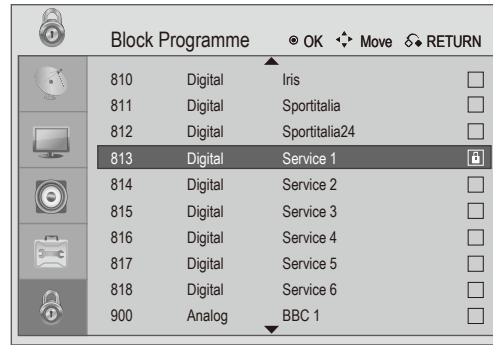 Block Programme OK Move RETURN
810 Digital Iris
811 Digital Sportitalia
812 Digital Sportitalia24
813 Digital Service 1
814 Digital Service 2
815 Digital Service 3
816 Digital Service 4
817 Digital Service 5
818 Digital Service 6
900 Analog BBC 1